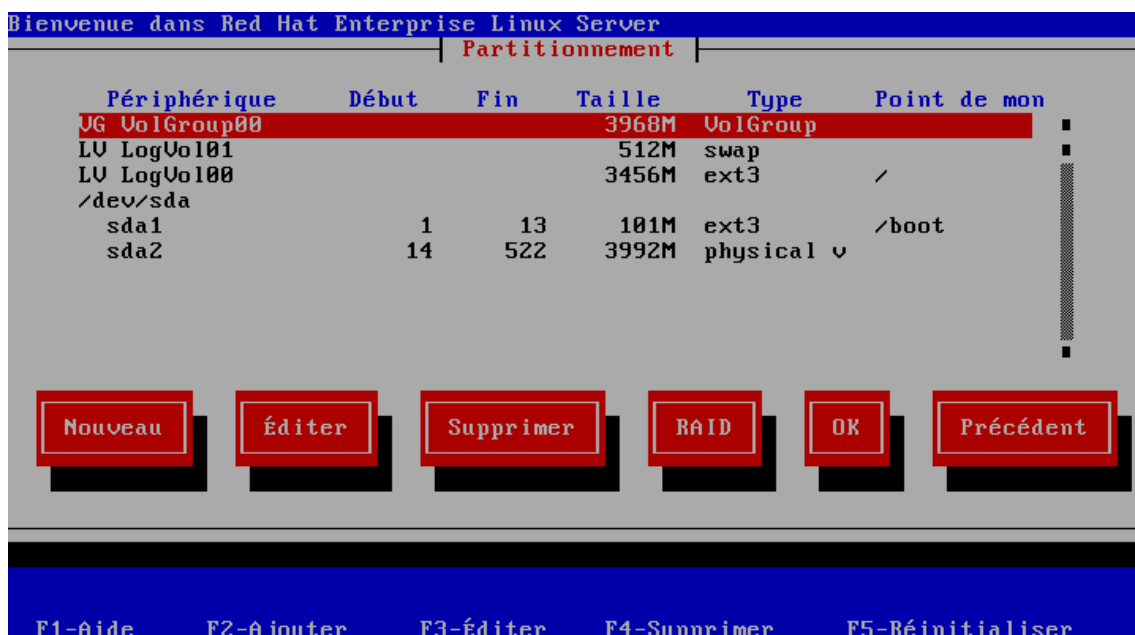 Bienvenue dans Red Hat Enterprise Linux Server
Partitionnement
Périphérique Début Fin Taille Type Point de mon
VG VolGroup00 3968M VolGroup
LV LogVol01 512M swap
LV LogVol00 3456M ext3 /
/dev/sda
sda1 1 13 101M ext3 /boot
sda2 14 522 3992M physical v
Nouveau Éditer Supprimer RAID OK Précédent
F1-Aide F2-Ajouter F3-Éditer F4-Supprimer F5-Réinitialiser